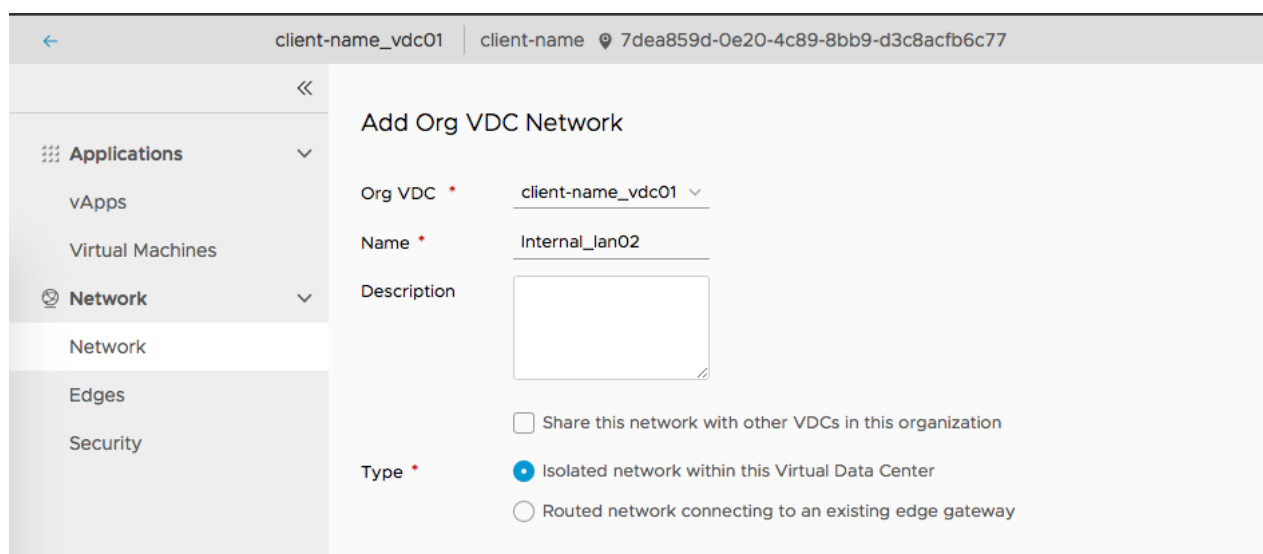 client-name_vdc01 client-name 7dea859d-0e20-4c89-8bb9-d3c8acfb6c77
Applications
vApps
Virtual Machines
Network
Network
Edges
Security
Add Org VDC Network
Org VDC * client-name_vdc01
Name * Internal_lan02
Description
Share this network with other VDCs in this organization
Type * Isolated network within this Virtual Data Center
Routed network connecting to an existing edge gateway